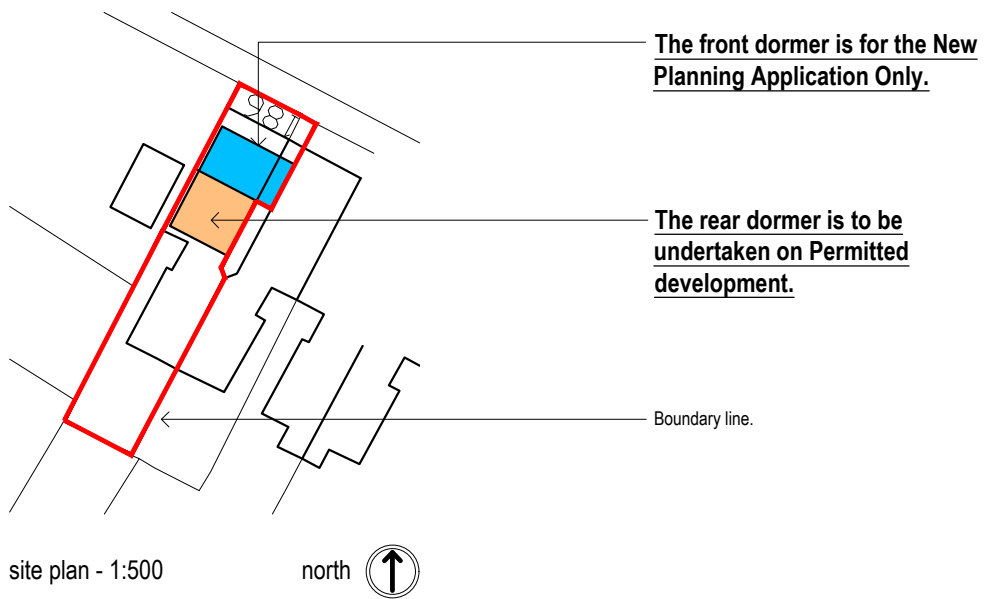 The front dormer is for the New
Planning Application Only.
The rear dormer is to be
undertaken on Permitted
development.
Boundary line.
site plan - 1:500
north